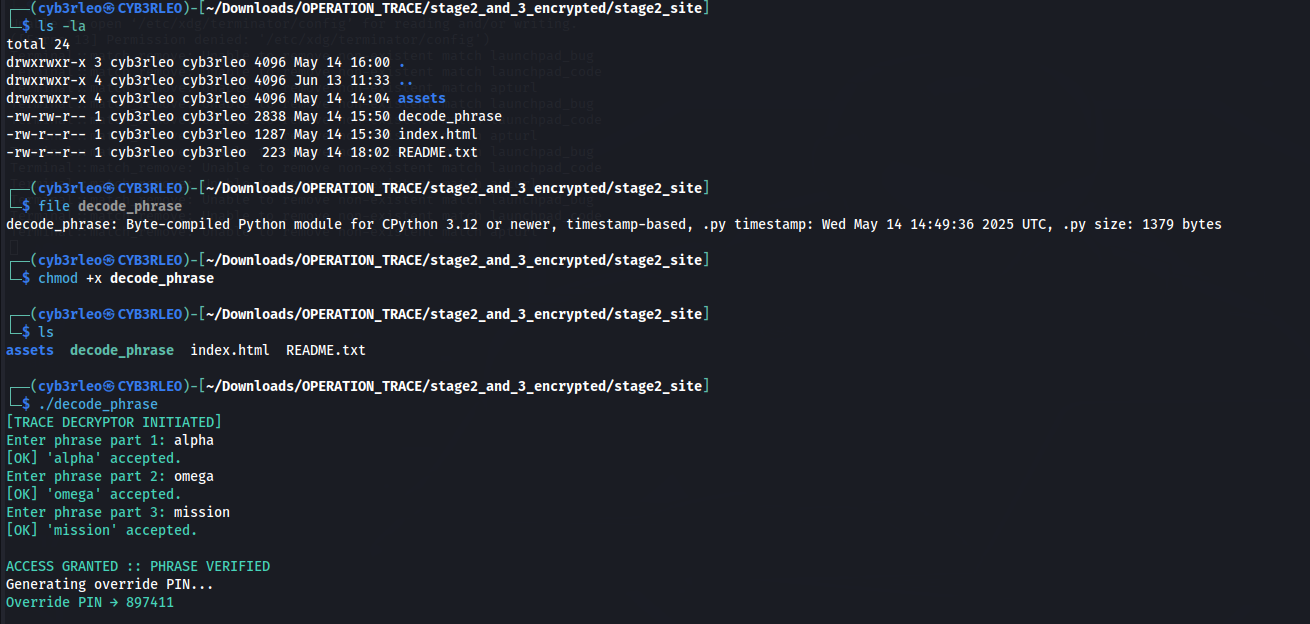 ┌──(cyb3rleo㉿CYB3RLEO)-[~/Downloads/OPERATION_TRACE/stage2_and_3_encrypted/stage2_site]
└─$ ls -la
total 24
drwxrwxr-x 3 cyb3rleo cyb3rleo 4096 May 14 16:00 .
drwxrwxr-x 4 cyb3rleo cyb3rleo 4096 Jun 13 11:33 ..
drwxrwxr-x 4 cyb3rleo cyb3rleo 4096 May 14 14:04 assets
-rw-rw-r-- 1 cyb3rleo cyb3rleo 2838 May 14 15:50 decode_phrase
-rw-r--r-- 1 cyb3rleo cyb3rleo 1287 May 14 15:30 index.html
-rw-r--r-- 1 cyb3rleo cyb3rleo  223 May 14 18:02 README.txt
┌──(cyb3rleo㉿CYB3RLEO)-[~/Downloads/OPERATION_TRACE/stage2_and_3_encrypted/stage2_site]
└─$ file decode_phrase
decode_phrase: Byte-compiled Python module for CPython 3.12 or newer, timestamp-based, .py timestamp: Wed May 14 14:49:36 2025 UTC, .py size: 1379 bytes
┌──(cyb3rleo㉿CYB3RLEO)-[~/Downloads/OPERATION_TRACE/stage2_and_3_encrypted/stage2_site]
└─$ chmod +x decode_phrase
┌──(cyb3rleo㉿CYB3RLEO)-[~/Downloads/OPERATION_TRACE/stage2_and_3_encrypted/stage2_site]
└─$ ls
assets  decode_phrase  index.html  README.txt
┌──(cyb3rleo㉿CYB3RLEO)-[~/Downloads/OPERATION_TRACE/stage2_and_3_encrypted/stage2_site]
└─$ ./decode_phrase
[TRACE DECRYPTOR INITIATED]
Enter phrase part 1: alpha
[OK] 'alpha' accepted.
Enter phrase part 2: omega
[OK] 'omega' accepted.
Enter phrase part 3: mission
[OK] 'mission' accepted.
ACCESS GRANTED :: PHRASE VERIFIED
Generating override PIN...
Override PIN → 897411